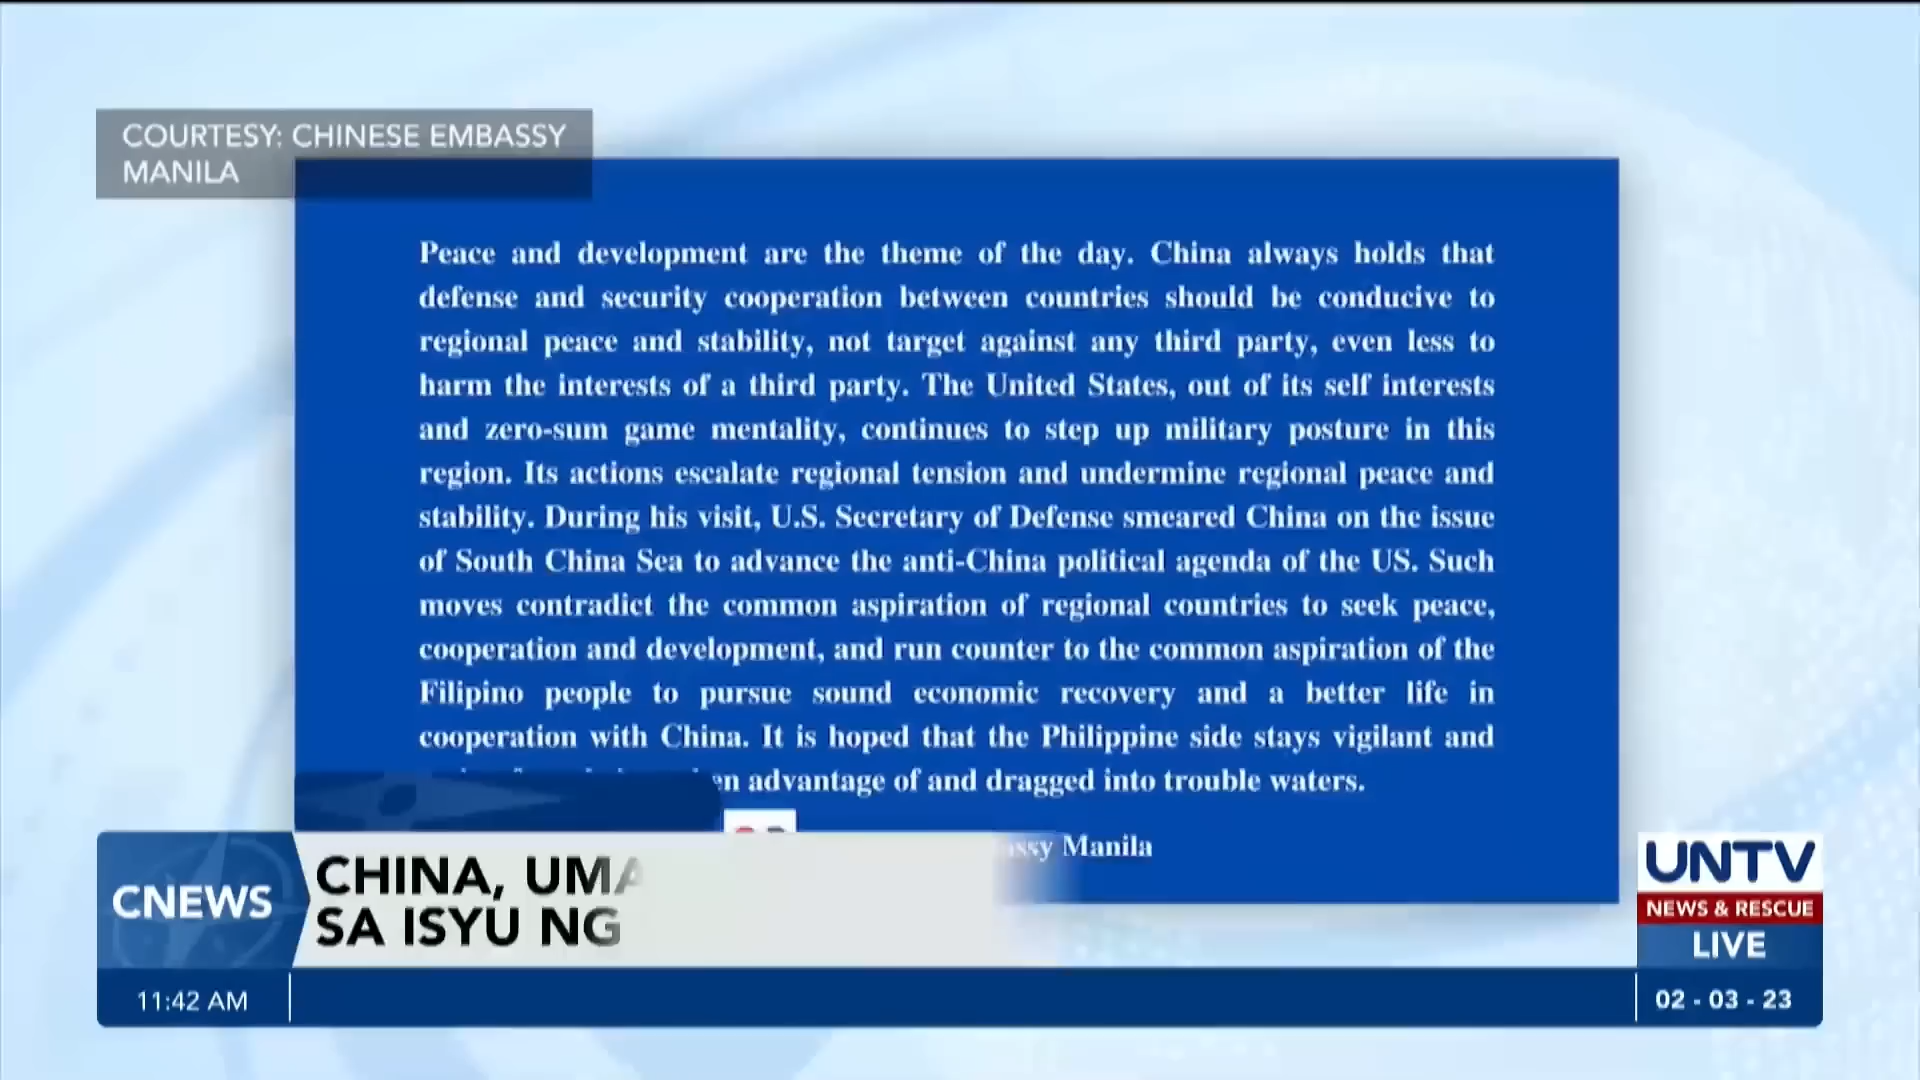 COURTESY: CHINESE EMBASSY
MANILA
Peace and development are the theme of the day. China always holds that
defense and security cooperation between countries should be conducive to
regional peace and stability, not target against any third party, even less to
harm the interests of a third party. The United States, out of its self interests
and zero-sum game mentality, continues to step up military posture in this
region. Its actions escalate regional tension and undermine regional peace and
stability. During his visit, U.S. Secretary of Defense smeared China on the issue
of South China Sea to advance the anti-China political agenda of the US. Such
moves contradict the common aspiration of regional countries to seek peace,
cooperation and development, and run counter to the common aspiration of the
Filipino people to pursue sound economic recovery and a better life in
cooperation with China. It is hoped that the Philippine side stays vigilant and
advantage of and dragged into trouble waters.
Manila
CNEWS
CHINA,
SA ISYU NG
UNTV
NEWS & RESCUE
LIVE
11:42 AM
02 - 03 - 23